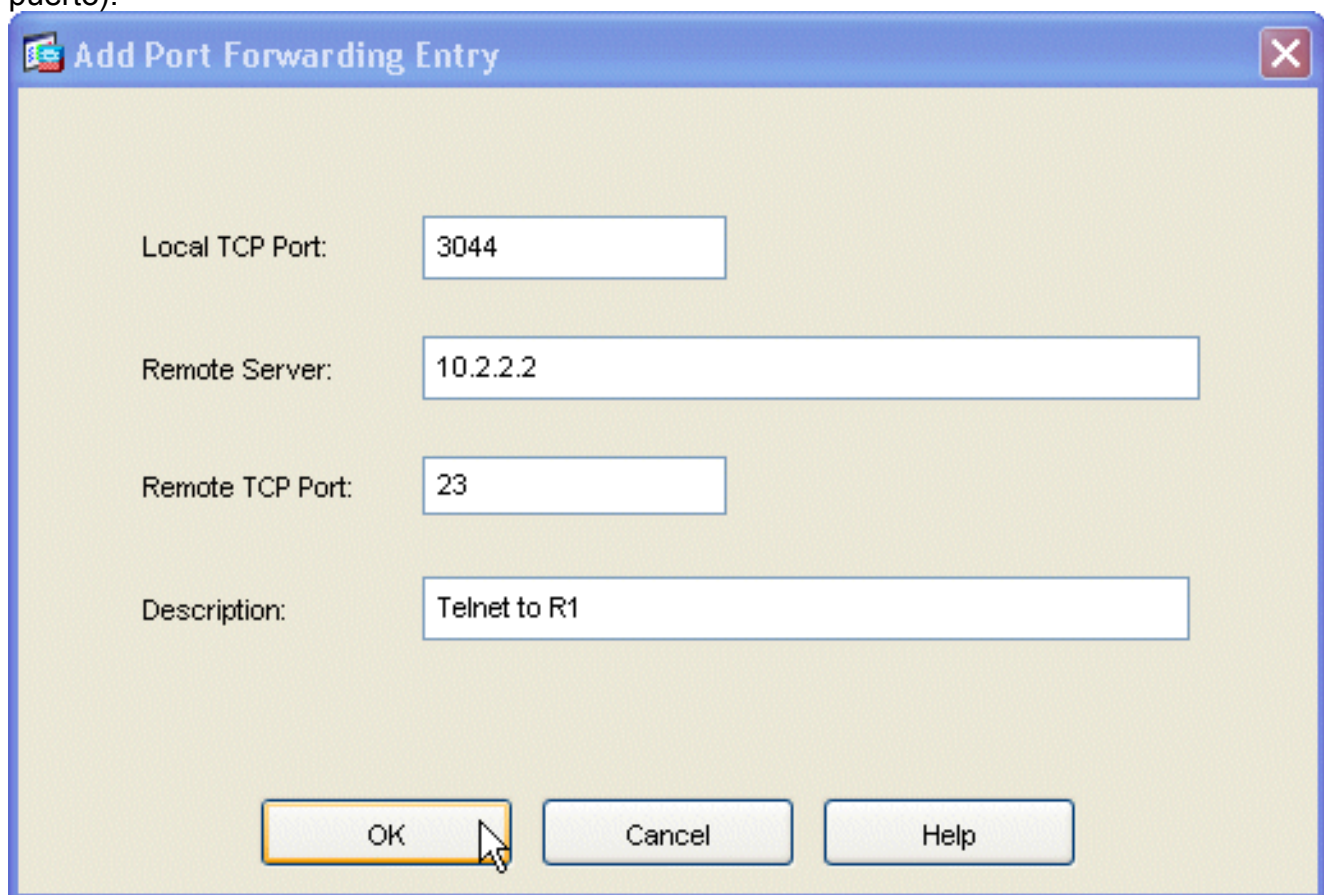 puerto).
Add Port Forwarding Entry
Local TCP Port: 3044
Remote Server: 10.2.2.2
Remote TCP Port: 23
Description: Telnet to R1
OK Cancel Help